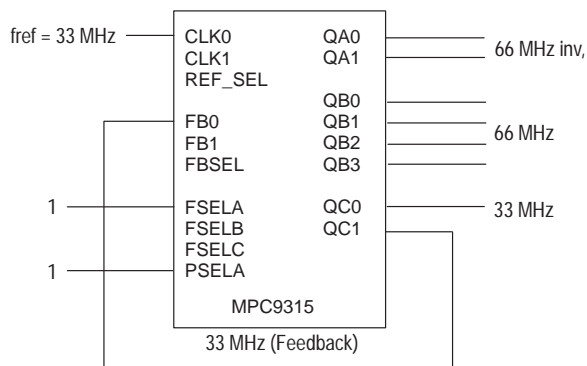 fref = 33 MHz
CLK0
CLK1
REF_SEL
FB0
FB1
FBSEL
1
FSELA
FSELB
FSELC
1
PSELA
QA0
QA1
66 MHz inv,
QB0
QB1
QB2
QB3
66 MHz
QC0
QC1
33 MHz
MPC9315
33 MHz (Feedback)